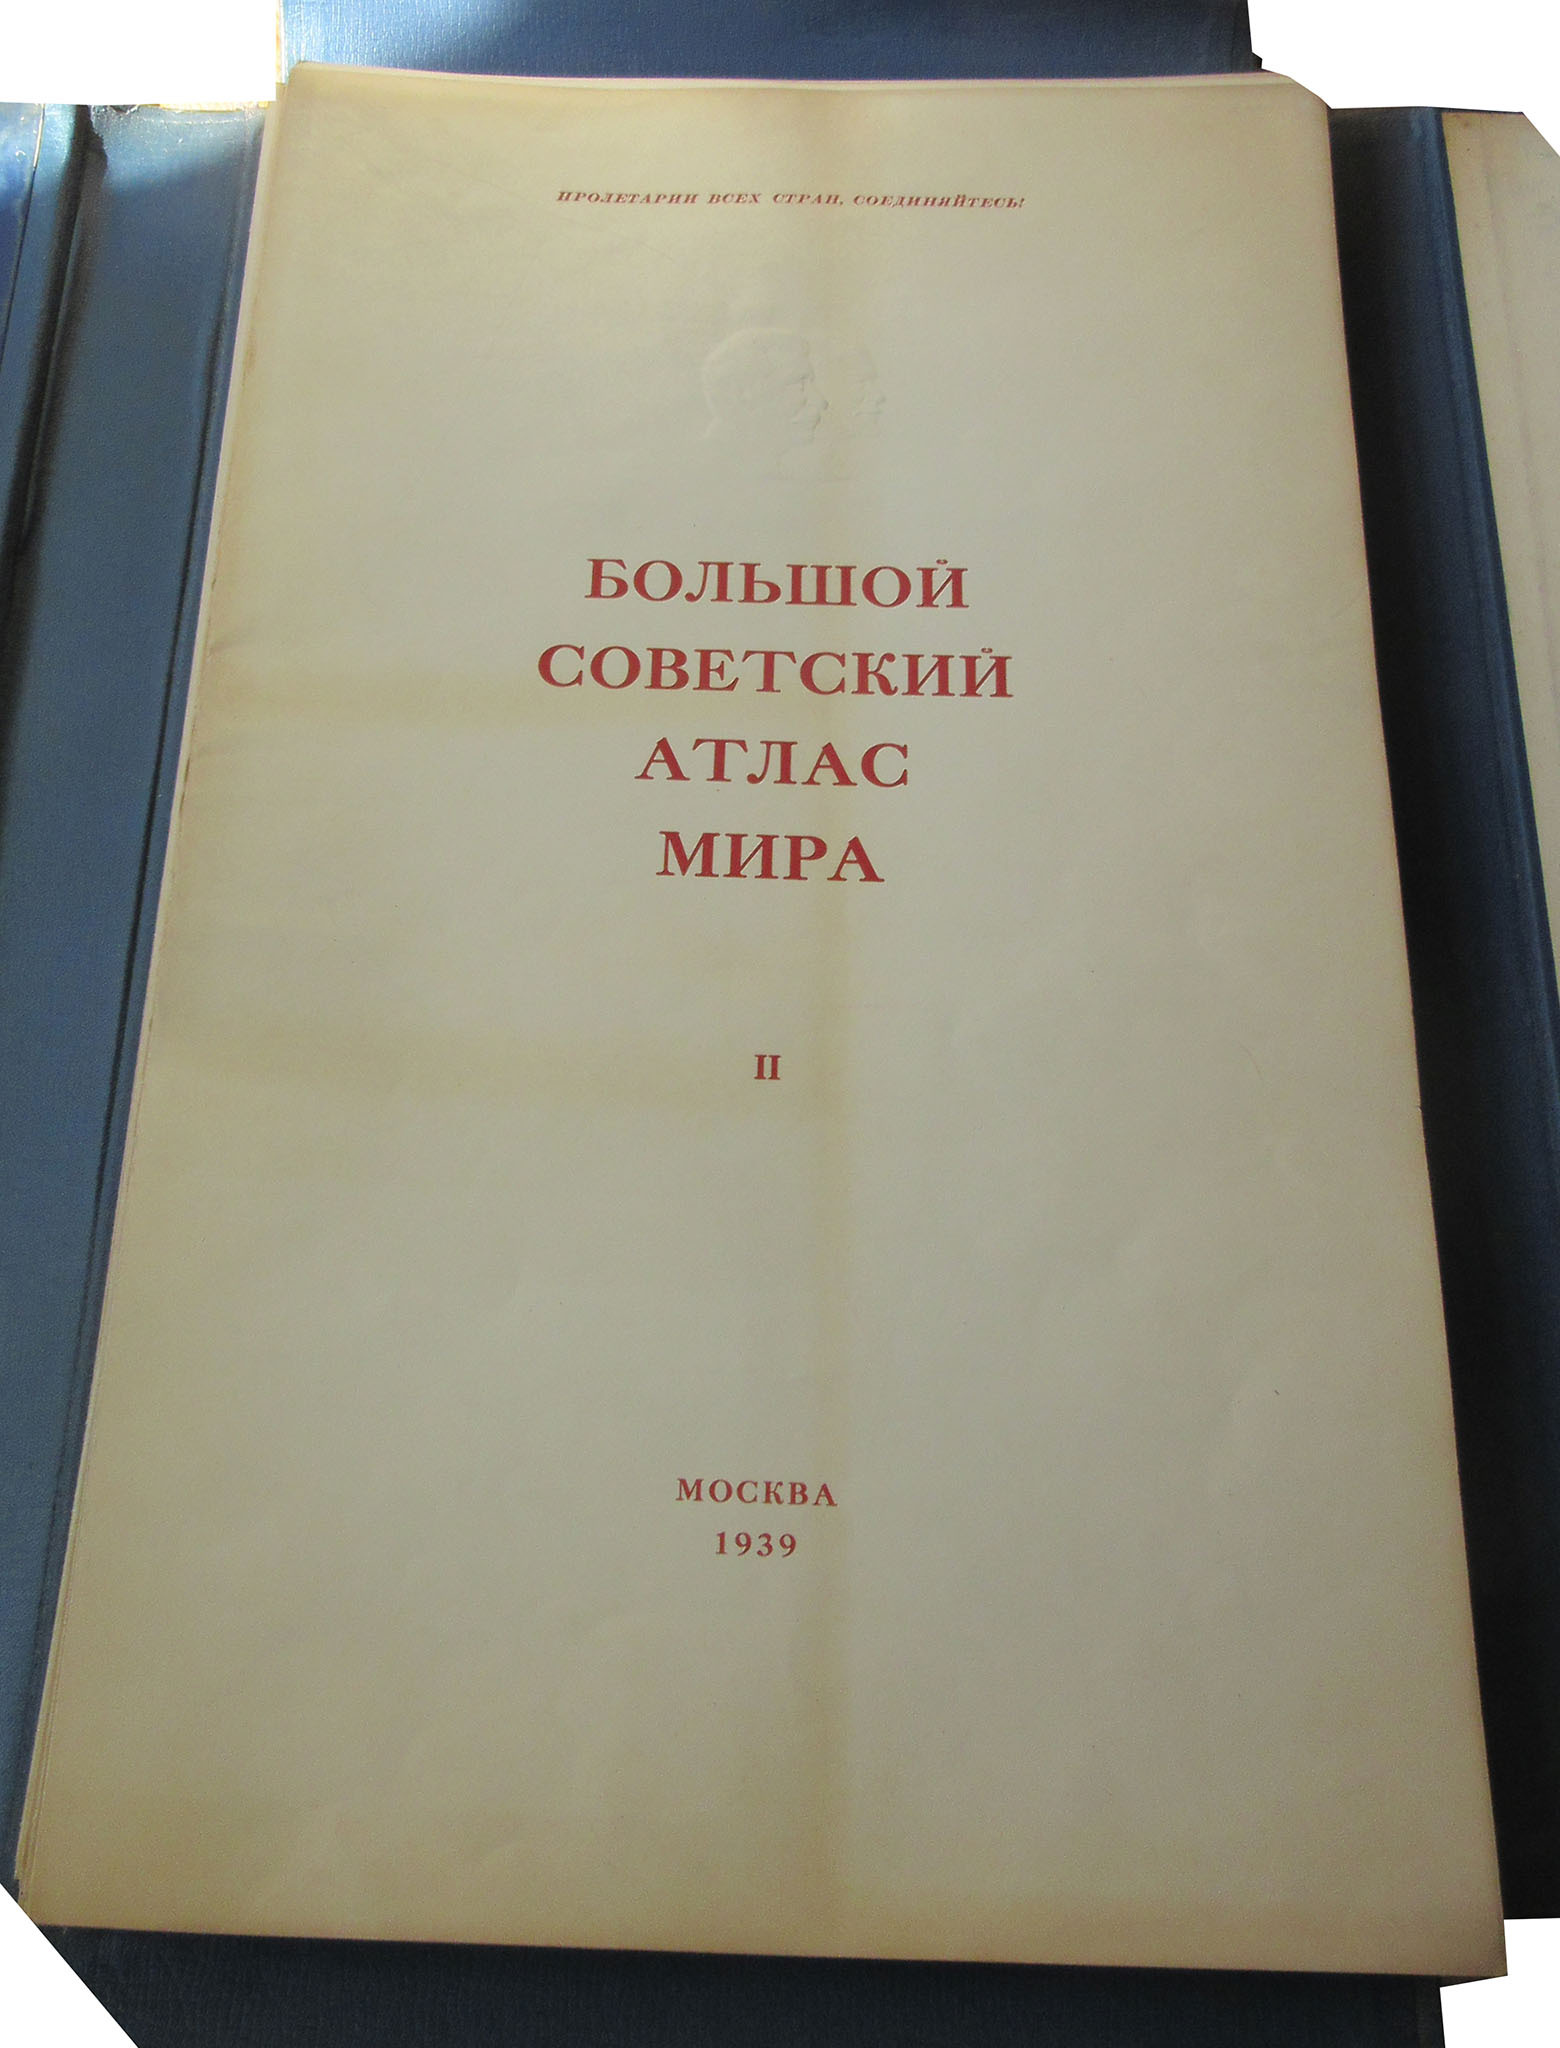 ПРОЛЕТАРИИ ВСЕХ СТРАН, СОЕДИНЯЙТЕСЬ!
БОЛЬШОЙ
СОВЕТСКИЙ
АТЛАС
МИРА
II
МОСКВА
1939